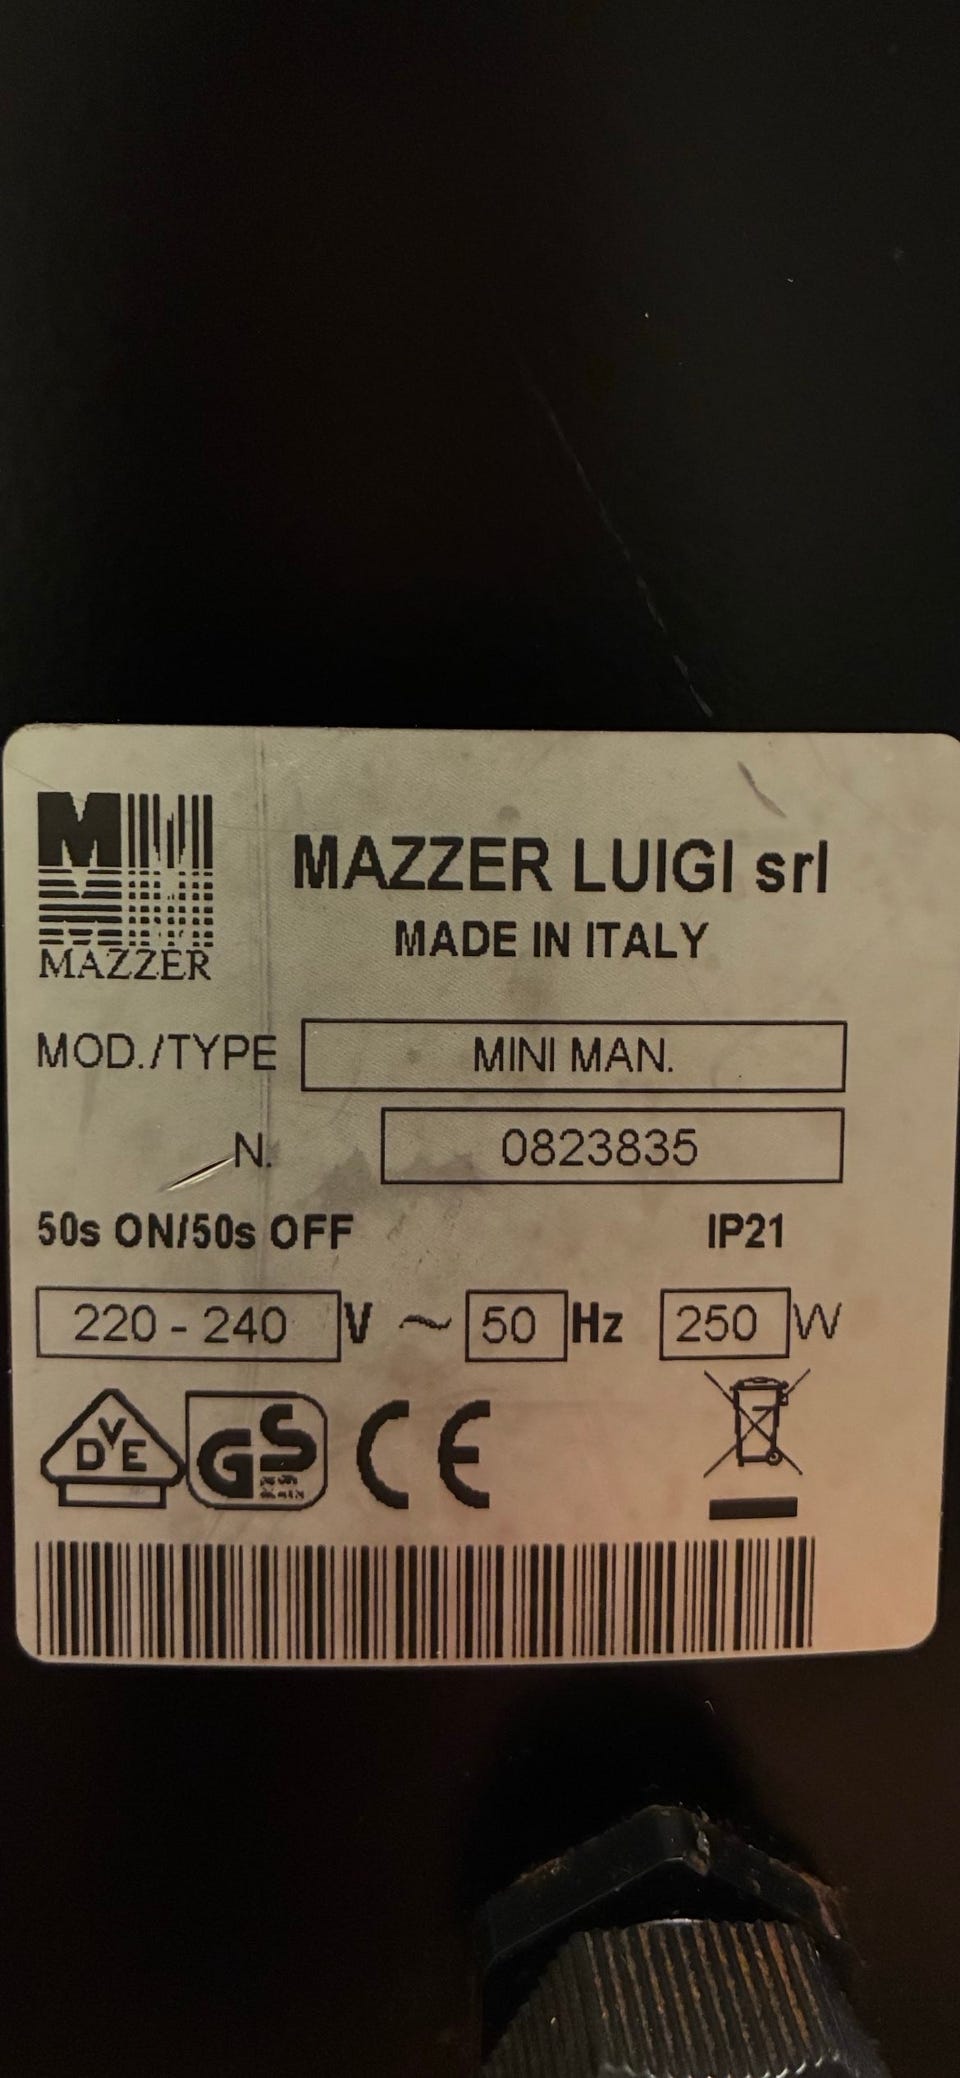 MAZZER
MAZZER LUIGI srl
MADE IN ITALY
MOD./TYPE MINI MAN.
N. 0823835
50s ON/50s OFF IP21
220 - 240 V ~ 50 Hz 250 W
DVE GS CE